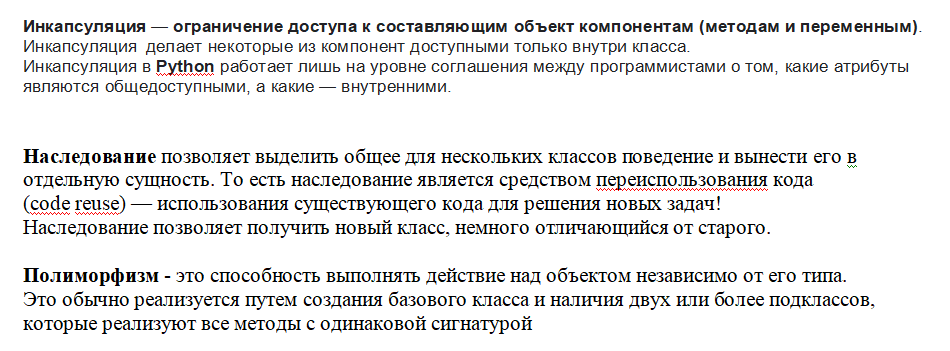 Инкапсуляция — ограничение доступа к составляющим объект компонентам (методам и переменным).
Инкапсуляция делает некоторые из компонент доступными только внутри класса.
Инкапсуляция в Python работает лишь на уровне соглашения между программистами о том, какие атрибуты
являются общедоступными, а какие — внутренними.
Наследование позволяет выделить общее для нескольких классов поведение и вынести его в
отдельную сущность. То есть наследование является средством переиспользования кода
(code reuse) — использования существующего кода для решения новых задач!
Наследование позволяет получить новый класс, немного отличающийся от старого.
Полиморфизм - это способность выполнять действие над объектом независимо от его типа.
Это обычно реализуется путем создания базового класса и наличия двух или более подклассов,
которые реализуют все методы с одинаковой сигнатурой